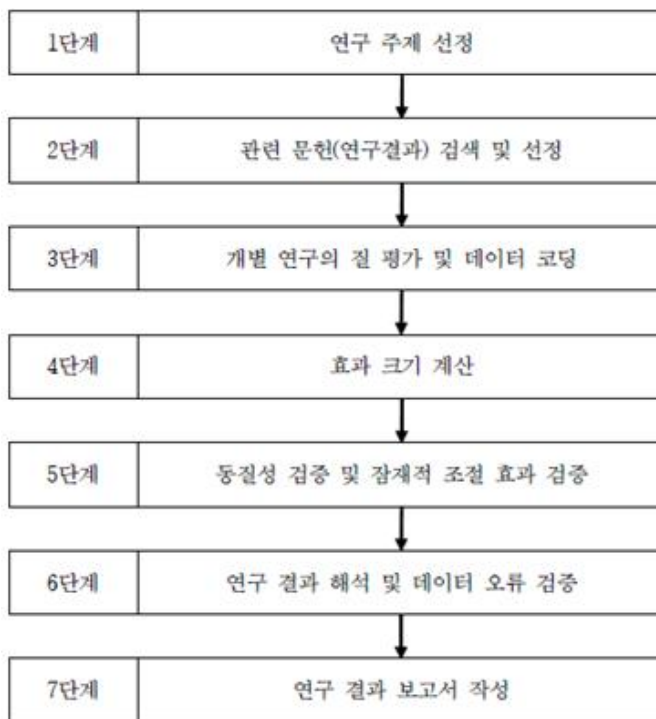 1단계 연구 주제 선정
2단계 관련 문헌(연구결과) 검색 및 선정
3단계 개별 연구의 질 평가 및 데이터 코딩
4단계 효과 크기 계산
5단계 동질성 검증 및 잠재적 조절 효과 검증
6단계 연구 결과 해석 및 데이터 오류 검증
7단계 연구 결과 보고서 작성